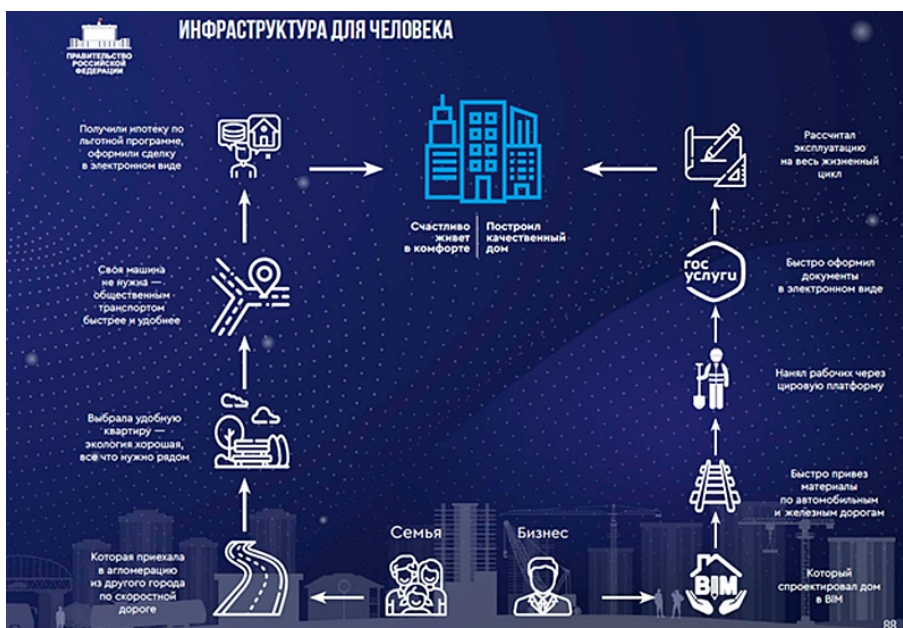 ИНФРАСТРУКТУРА ДЛЯ ЧЕЛОВЕКА
ПРАВИТЕЛЬСТВО
РОССИЙСКОЙ
ФЕДЕРАЦИИ
Получили ипотеку по
льготной программе,
оформили сделку
в электронном виде
Своя машина
не нужна —
общественным
транспортом
быстрее и удобнее
Выбрала удобную
квартиру —
экология хорошая,
все что нужно рядом
Которая приехала
в агломерацию
из другого города
по скоростной
дороге
Семья
Счастливо
живет
в комфорте
Построил
качественный
дом
Бизнес
Рассчитал
эксплуатацию
на весь жизненный
цикл
гос
услуги
Быстро оформил
документы
в электронном виде
Нанял рабочих через
цировую платформу
Быстро привез
материалы
по автомобильным
и железным дорогам
BIM
Который
спроектировал дом
в BIM
88